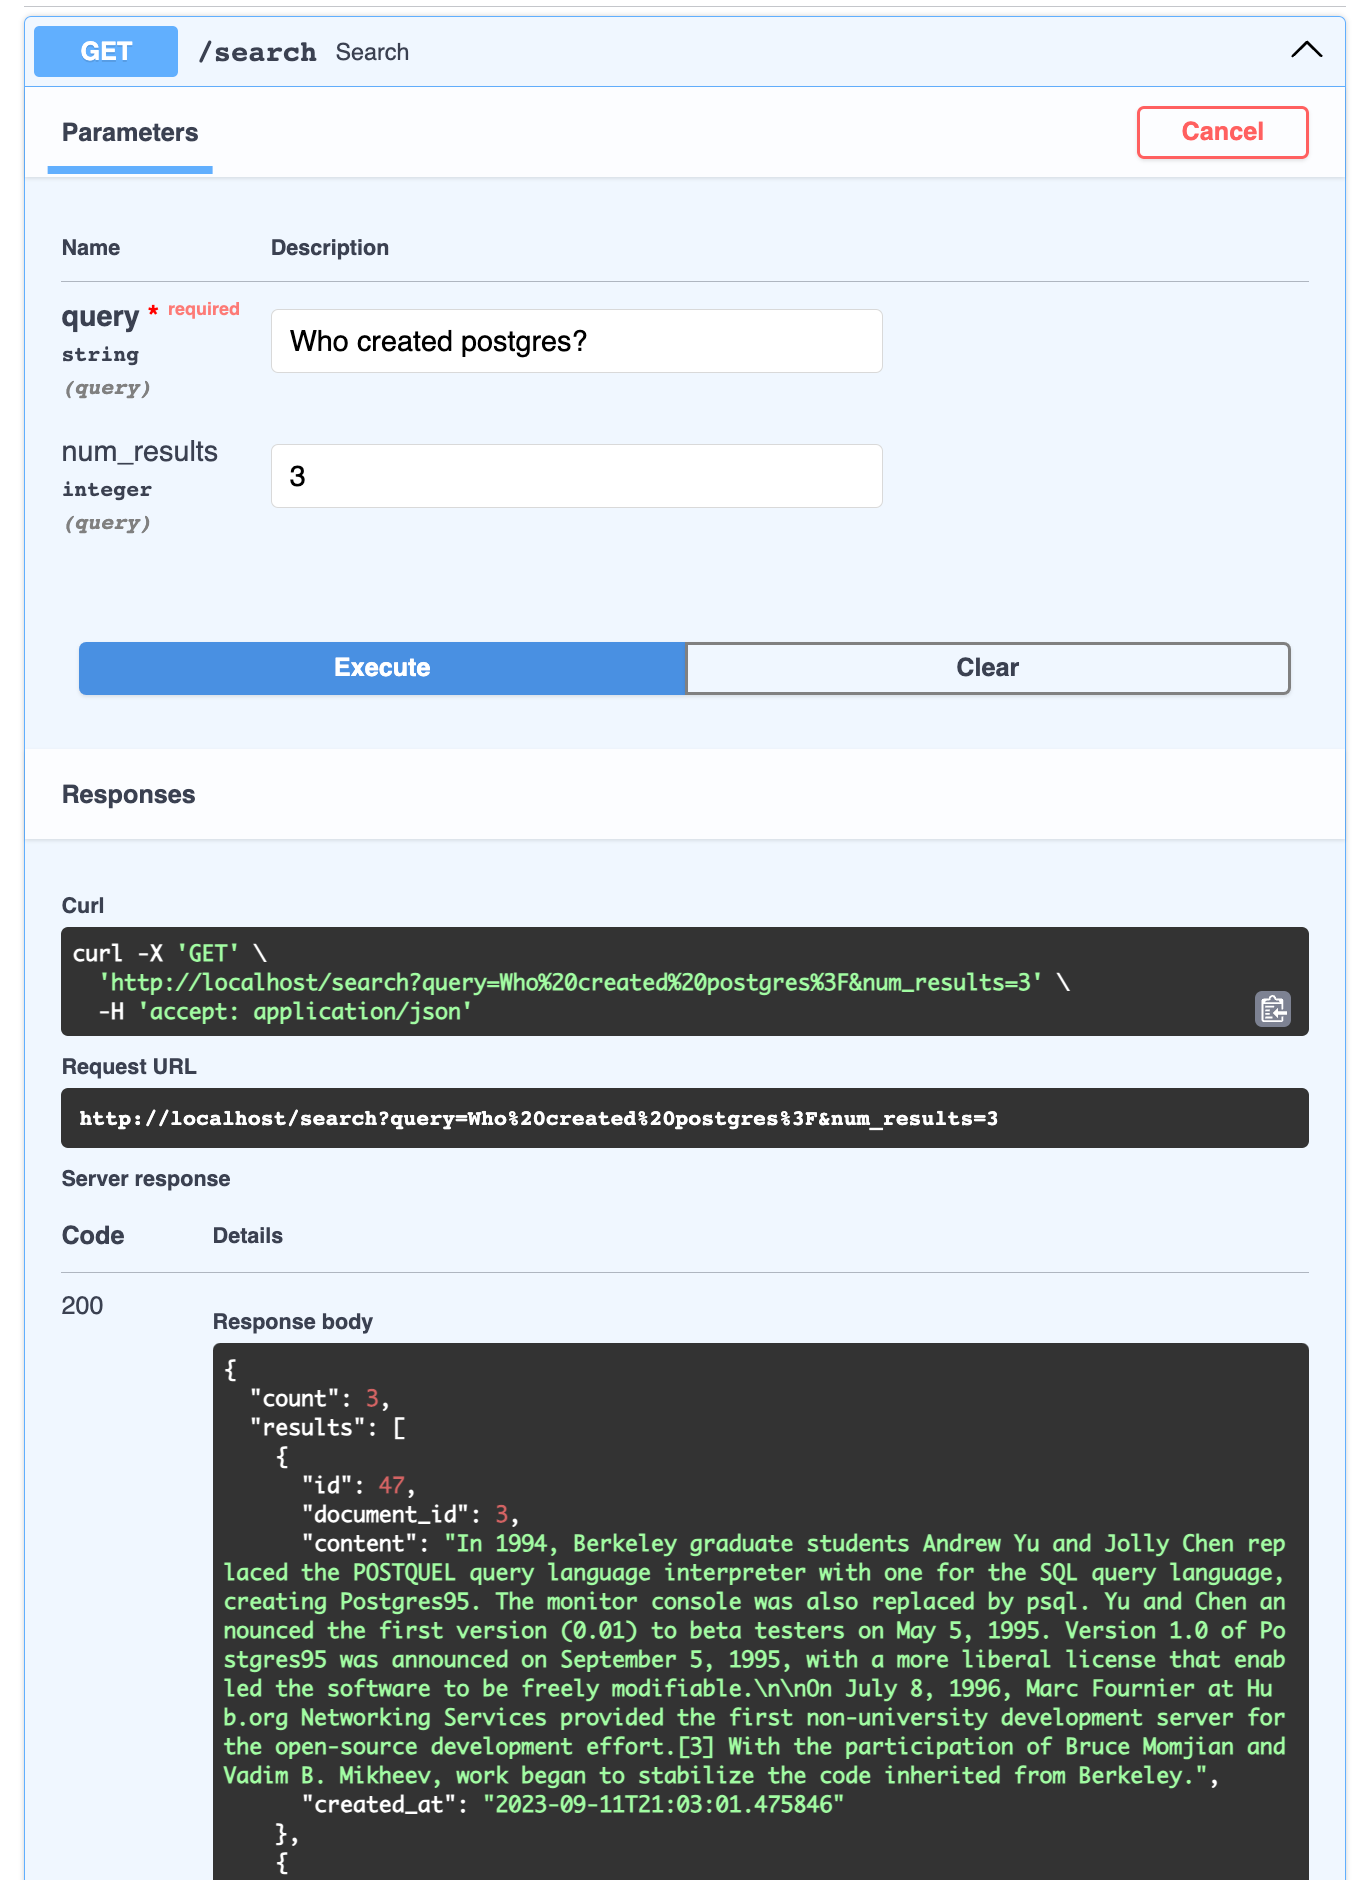 GET /search Search
Parameters
Cancel
Name Description
query * required
string
(query)
Who created postgres?
num_results
integer
(query)
3
Execute
Clear
Responses
Curl
curl -X 'GET' \
'http://localhost/search?query=Who%20created%20postgres%3F&num_results=3' \
-H 'accept: application/json'
Request URL
http://localhost/search?query=Who%20created%20postgres%3F&num_results=3
Server response
Code Details
200
Response body
{
"count": 3,
"results": [
{
"id": 47,
"document_id": 3,
"content": "In 1994, Berkeley graduate students Andrew Yu and Jolly Chen rep
laced the POSTQUEL query language interpreter with one for the SQL query language,
creating Postgres95. The monitor console was also replaced by psql. Yu and Chen an
nounced the first version (0.01) to beta testers on May 5, 1995. Version 1.0 of Po
stgres95 was announced on September 5, 1995, with a more liberal license that enab
led the software to be freely modifiable.\n\nOn July 8, 1996, Marc Fournier at Hu
b.org Networking Services provided the first non-university development server for
the open-source development effort.[3] With the participation of Bruce Momjian and
Vadim B. Mikheev, work began to stabilize the code inherited from Berkeley.",
"created_at": "2023-09-11T21:03:01.475846"
},
{